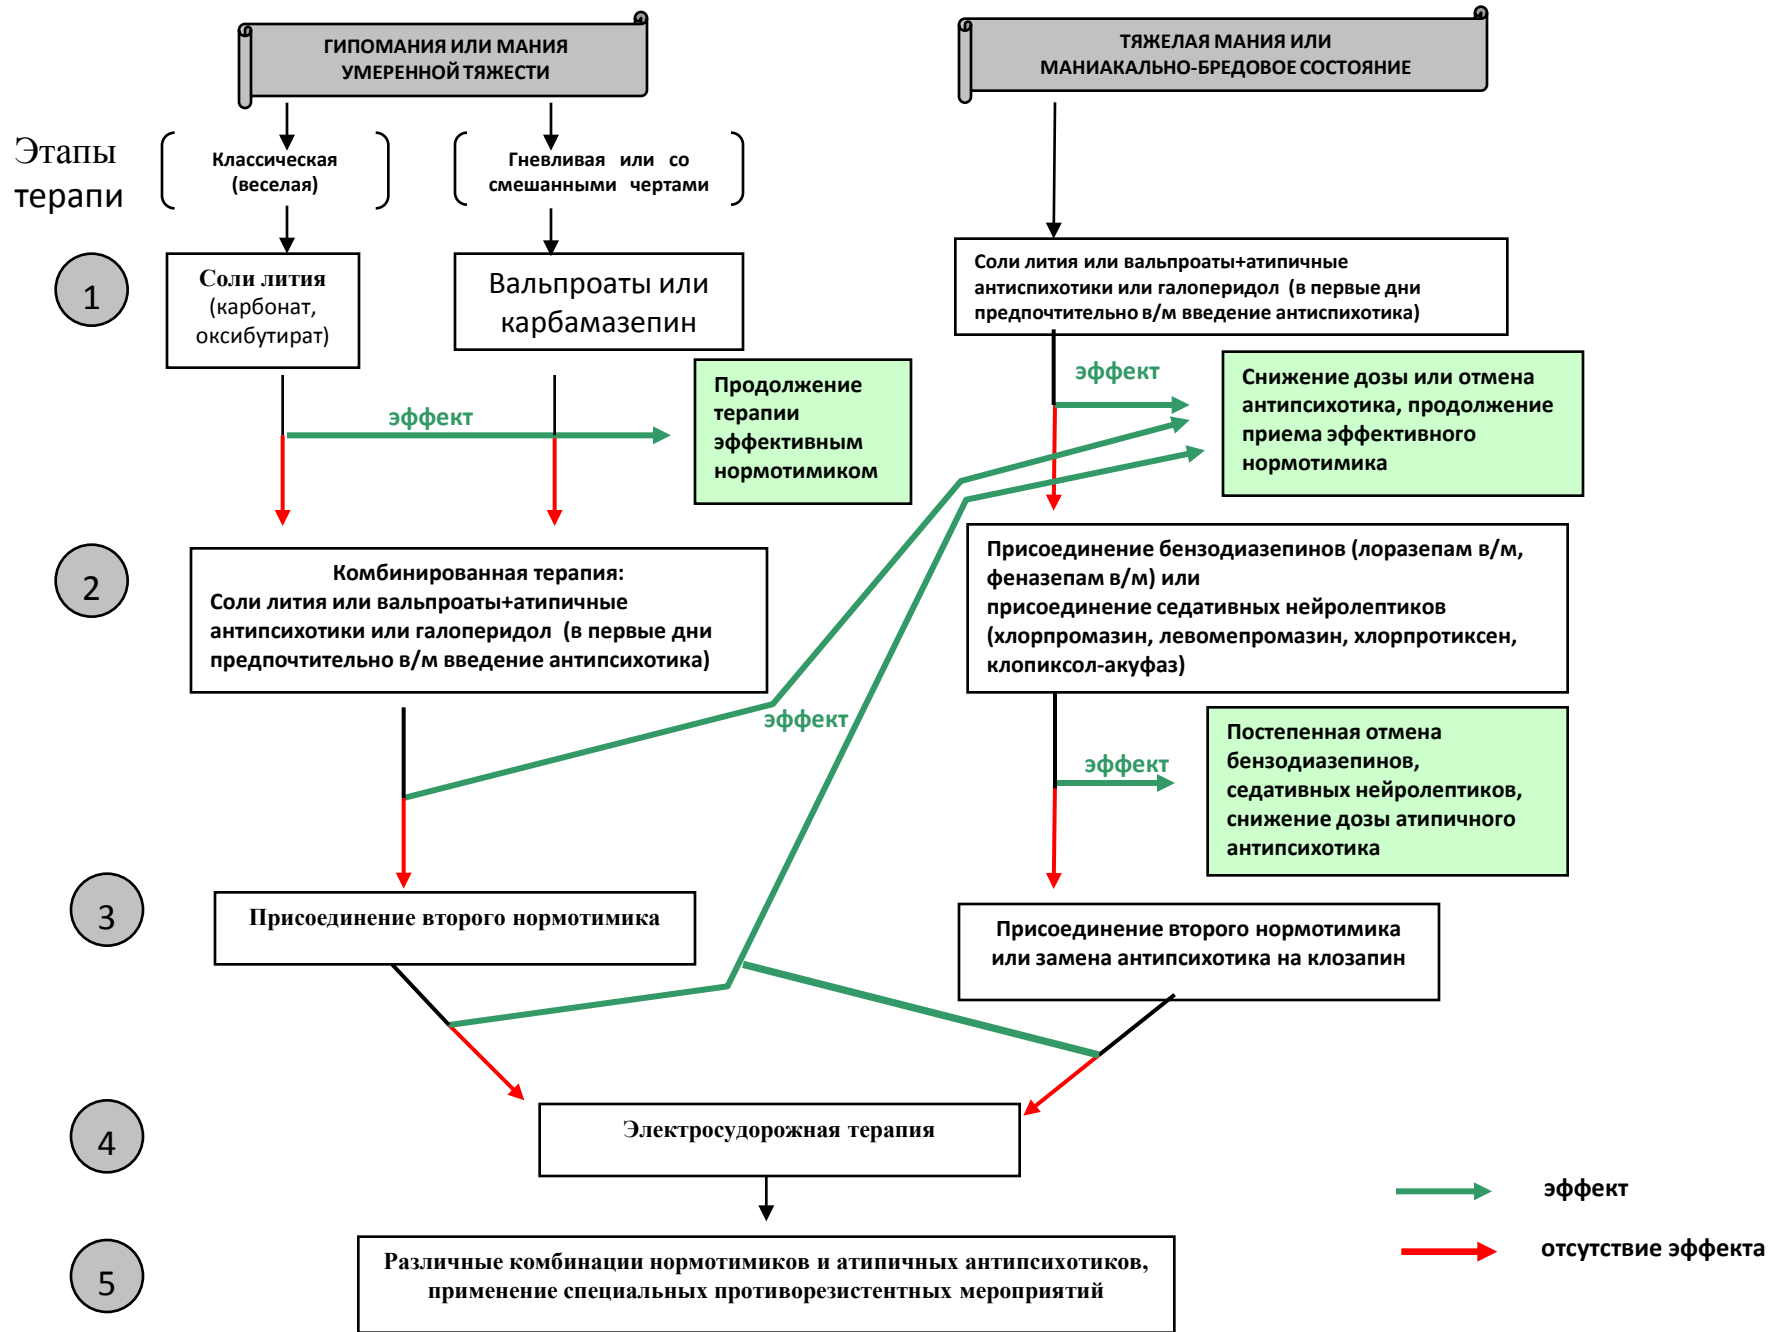 ГИПОМАНИЯ ИЛИ МАНИЯ
УМЕРЕННОЙ ТЯЖЕСТИ
ТЯЖЕЛАЯ МАНИЯ ИЛИ
МАНИАКАЛЬНО-БРЕДОВОЕ СОСТОЯНИЕ
Этапы
терапи
Классическая
(веселая)
Гневливая или со
смешанными чертами
1
Соли лития
(карбонат,
оксибутират)
Вальпроаты или
карбамазепин
Соли лития или вальпроаты+атипичные
антиспихотики или галоперидол (в первые дни
предпочтительно в/м введение антиспихотика)
эффект
Продолжение
терапии
эффективным
нормотимиком
эффект
Снижение дозы или отмена
антипсихотика, продолжение
приема эффективного
нормотимика
2
Комбинированная терапия:
Соли лития или вальпроаты+атипичные
антипсихотики или галоперидол (в первые дни
предпочтительно в/м введение антипсихотика)
Присоединение бензодиазепинов (лоразепам в/м,
феназепам в/м) или
присоединение седативных нейролептиков
(хлорпромазин, левомепромазин, хлорпротиксен,
клопиксол-акуфаз)
эффект
эффект
Постепенная отмена
бензодиазепинов,
седативных нейролептиков,
снижение дозы атипичного
антипсихотика
3
Присоединение второго нормотимика
Присоединение второго нормотимика
или замена антипсихотика на клозапин
4
Электросудорожная терапия
эффект
отсутствие эффекта
5
Различные комбинации нормотимиков и атипичных антипсихотиков,
применение специальных противорезистентных мероприятий